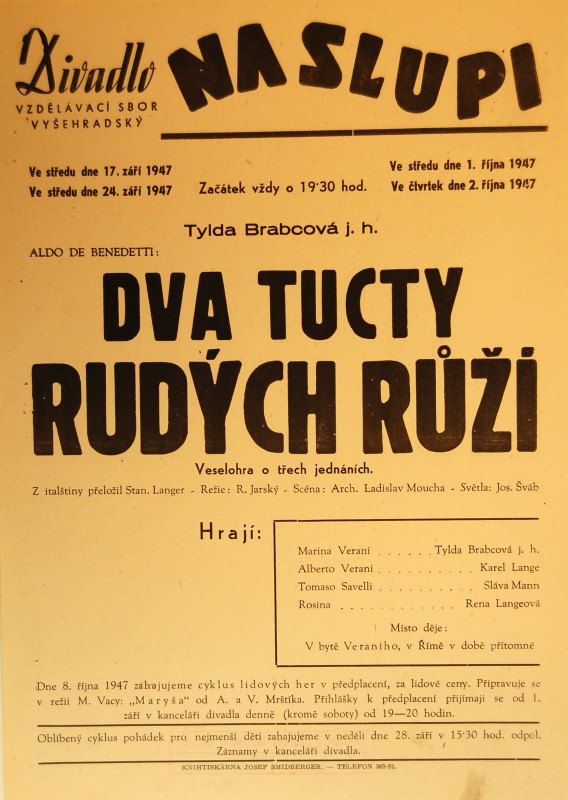 Divadlo
VZDĚLÁVACÍ SBOR
VYŠEHRADSKÝ
NA SLUPI
Ve středu dne 17. září 1947
Ve středu dne 24. září 1947
Začátek vždy o 19·30 hod.
Ve středu dne 1. října 1947
Ve čtvrtek dne 2. října 1947
Tylda Brabcová j. h.
ALDO DE BENEDETTI:
DVA TUCTY
RUDÝCH RŮŽÍ
Veselohra o třech jednáních.
Z italštiny přeložil Stan. Langer - Režie: R. Jarský - Scéna: Arch. Ladislav Moucha - Světla: Jos. Šváb
Hrají:
Marina Verani . . . . . . Tylda Brabcová j. h.
Alberto Verani . . . . . . . . . . Karel Lange
Tomaso Savelli . . . . . . . . . . Sláva Mann
Rosina . . . . . . . . . . . . Rena Langeová
Místo děje:
V bytě Veraniho, v Římě v době přítomné
Dne 8. října 1947 zahajujeme cyklus lidových her v předplacení, za lidové ceny. Připravuje se
v režii M. Vacy: „Maryša" od A. a V. Mrštíka. Přihlášky k předplacení přijímají se od 1.
září v kanceláři divadla denně (kromě soboty) od 19—20 hodin.
Oblíbený cyklus pohádek pro nejmenší děti zahajujeme v neděli dne 28. září v 15·30 hod. odpol.
Záznamy v kanceláři divadla.
KNIHTISKÁRNA JOSEF ŠMIDBERGER. — TELEFON 369-51.